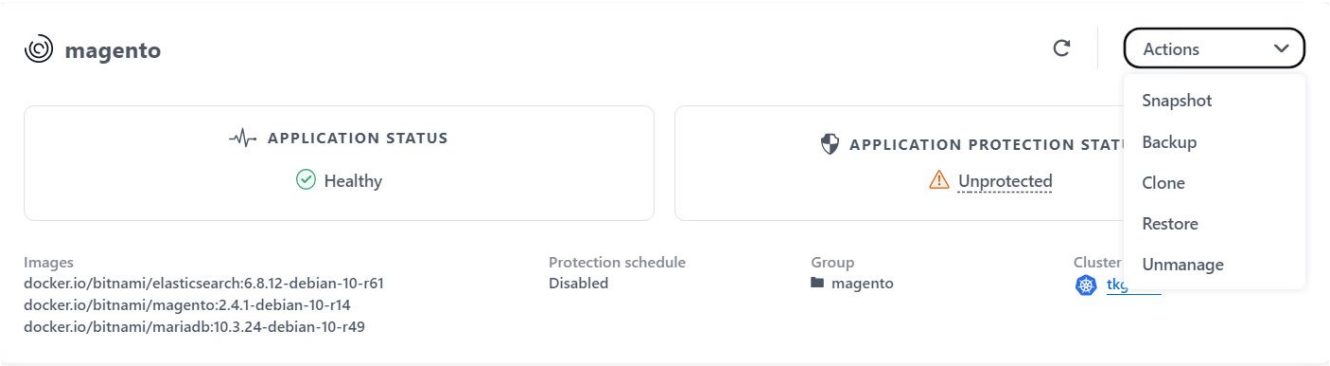 magento
Actions
Snapshot
Backup
Clone
Restore
Unmanage
APPLICATION STATUS
Healthy
APPLICATION PROTECTION
Unprotected
Images
docker.io/bitnami/elasticsearch:6.8.12-debian-10-r61
docker.io/bitnami/magento:2.4.1-debian-10-r14
docker.io/bitnami/mariadb:10.3.24-debian-10-r49
Protection schedule
Disabled
Group
magento
Cluster